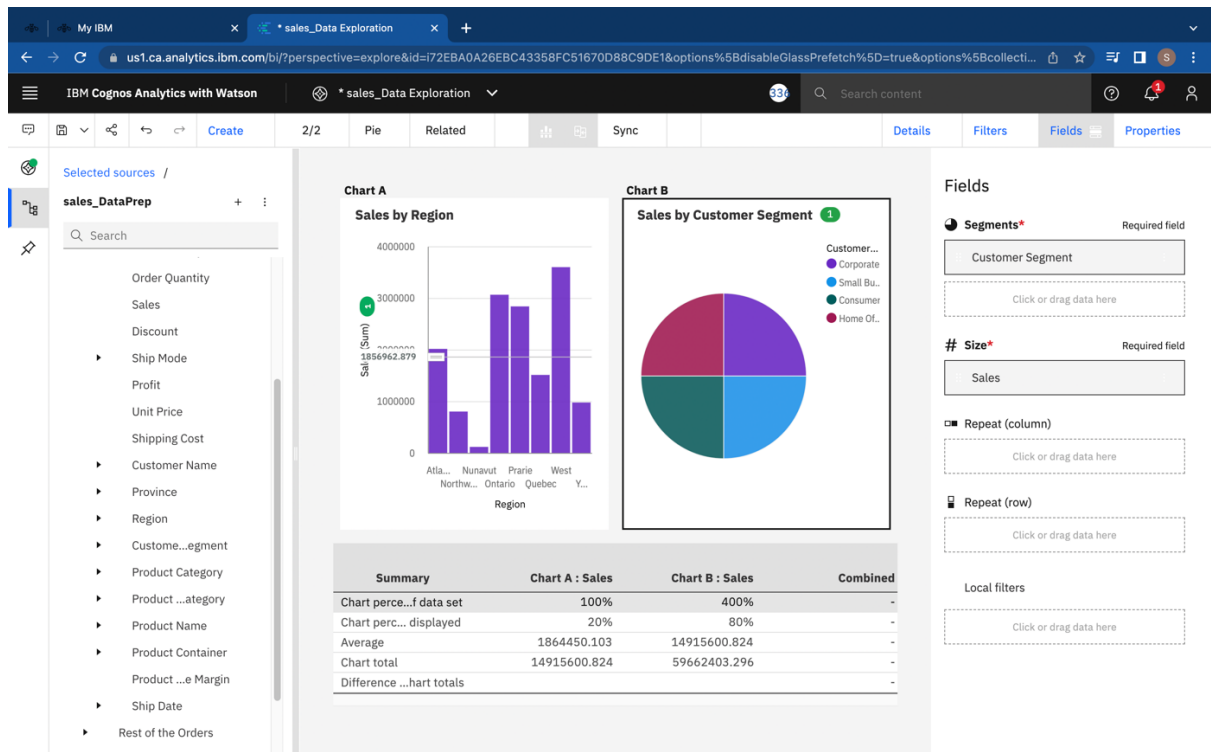 My IBM
* sales_Data Exploration
us1.ca.analytics.ibm.com/bi/?perspective=explore&id=i72EBA0A26EBC43358FC51670D88C9DE1&options%5BdisableGlassPrefetch%5D=true&options%5Bcollecti...
S
IBM Cognos Analytics with Watson
* sales_Data Exploration
336
Search content
1
Create
2/2
Pie
Related
Sync
Details
Filters
Fields
Properties
Selected sources /
sales_DataPrep
Search
Order Quantity
Sales
Discount
Ship Mode
Profit
Unit Price
Shipping Cost
Customer Name
Province
Region
Custome...egment
Product Category
Product ...ategory
Product Name
Product Container
Product ...e Margin
Ship Date
Rest of the Orders
Chart A
Sales by Region
4000000
3000000
1856962.879
1000000
0
1
(Sum)
Atla... Nunavut Prarie West
Northw... Ontario Quebec Y...
Region
Chart B
Sales by Customer Segment 1
Customer...
Corporate
Small Bu..
Consumer
Home Of..
Summary Chart A : Sales Chart B : Sales Combined
Chart perce...f data set 100% 400% -
Chart perc... displayed 20% 80% -
Average 1864450.103 14915600.824 -
Chart total 14915600.824 59662403.296 -
Difference ...hart totals -
Fields
Segments* Required field
Customer Segment
Click or drag data here
# Size* Required field
Sales
Repeat (column)
Click or drag data here
Repeat (row)
Click or drag data here
Local filters
Click or drag data here